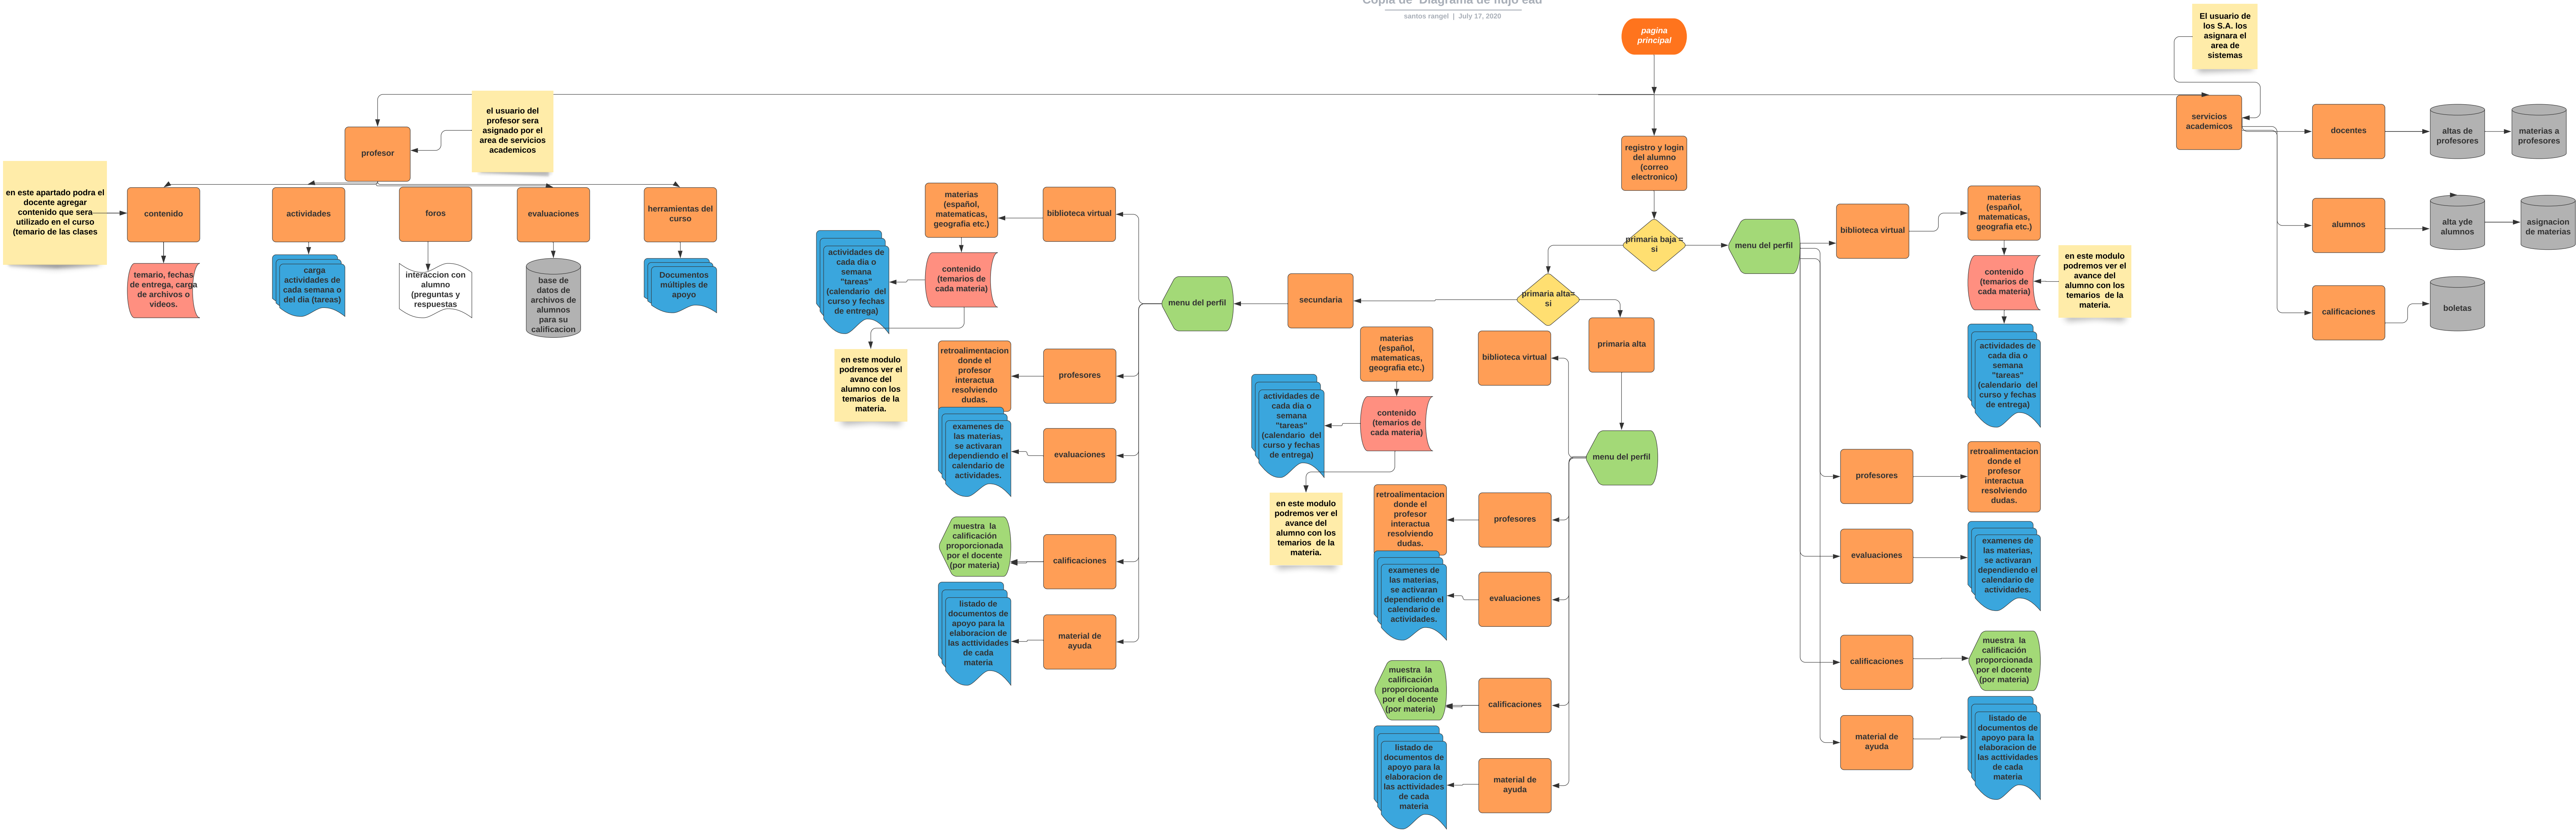 Copia de Diagrama de flujo ead
santos rangel | July 17, 2020
pagina
principal
El usuario de
los S.A. los
asignara el
area de
sistemas
el usuario del
profesor sera
asignado por el
area de servicios
academicos
profesor
en este apartado podra el
docente agregar
contenido que sera
utilizado en el curso
(temario de las clases
contenido
actividades
foros
evaluaciones
herramientas del
curso
temario, fechas
de entrega, carga
de archivos o
videos.
carga
actividades de
cada semana o
del dia (tareas)
interaccion con
alumno
(preguntas y
respuestas
base de
datos de
archivos de
alumnos
para su
calificacion
Documentos
múltiples de
apoyo
registro y login
del alumno
(correo
electronico)
primaria baja =
si
primaria alta=
si
secundaria
menu del perfil
biblioteca virtual
materias
(español,
matematicas,
geografia etc.)
contenido
(temarios de
cada materia)
actividades de
cada dia o
semana
"tareas"
(calendario del
curso y fechas
de entrega)
en este modulo
podremos ver el
avance del
alumno con los
temarios de la
materia.
profesores
retroalimentacion
donde el
profesor
interactua
resolviendo
dudas.
evaluaciones
examenes de
las materias,
se activaran
dependiendo el
calendario de
actividades.
calificaciones
muestra la
calificación
proporcionada
por el docente
(por materia)
material de
ayuda
listado de
documentos de
apoyo para la
elaboracion de
las acttividades
de cada
materia
primaria alta
menu del perfil
biblioteca virtual
materias
(español,
matematicas,
geografia etc.)
contenido
(temarios de
cada materia)
actividades de
cada dia o
semana
"tareas"
(calendario del
curso y fechas
de entrega)
en este modulo
podremos ver el
avance del
alumno con los
temarios de la
materia.
profesores
retroalimentacion
donde el
profesor
interactua
resolviendo
dudas.
evaluaciones
examenes de
las materias,
se activaran
dependiendo el
calendario de
actividades.
calificaciones
muestra la
calificación
proporcionada
por el docente
(por materia)
material de
ayuda
listado de
documentos de
apoyo para la
elaboracion de
las acttividades
de cada
materia
menu del perfil
biblioteca virtual
materias
(español,
matematicas,
geografia etc.)
contenido
(temarios de
cada materia)
en este modulo
podremos ver el
avance del
alumno con los
temarios de la
materia.
actividades de
cada dia o
semana
"tareas"
(calendario del
curso y fechas
de entrega)
profesores
retroalimentacion
donde el
profesor
interactua
resolviendo
dudas.
evaluaciones
examenes de
las materias,
se activaran
dependiendo el
calendario de
actividades.
calificaciones
muestra la
calificación
proporcionada
por el docente
(por materia)
material de
ayuda
listado de
documentos de
apoyo para la
elaboracion de
las acttividades
de cada
materia
servicios
academicos
docentes
altas de
profesores
materias a
profesores
alumnos
alta yde
alumnos
asignacion
de materias
calificaciones
boletas